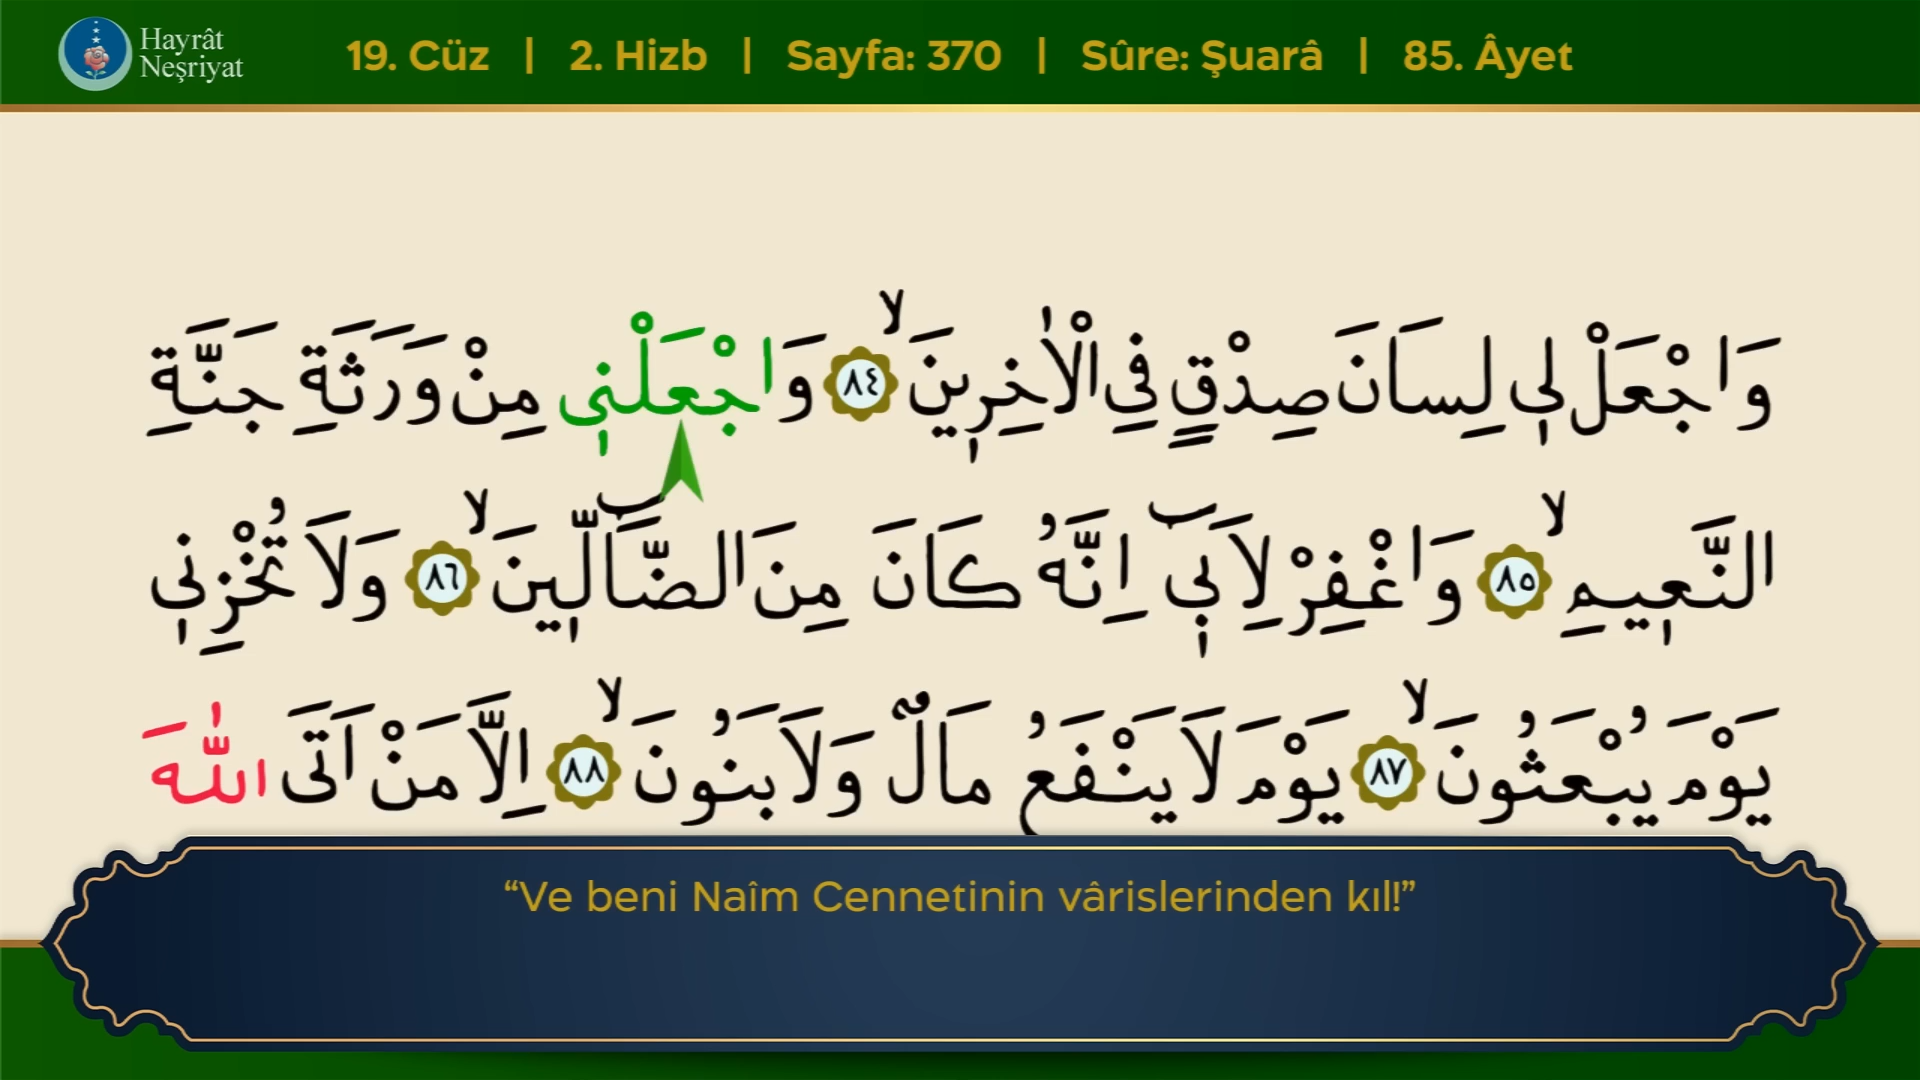 Hayrât
Neşriyat
19. Cüz | 2. Hizb | Sayfa: 370 | Sûre: Şuarâ | 85. Âyet
وَاجْعَلْ لٖي لِسَانَ صِدْقٍ فِي الْاٰخِرٖينَۙ ﴿٨٤﴾ وَاجْعَلْنٖي مِنْ وَرَثَةِ جَنَّةِ
النَّعٖيمِۙ ﴿٨٥﴾ وَاغْفِرْ لِاَبٖٓي اِنَّهُ كَانَ مِنَ الضَّٓالّٖينَۙ ﴿٨٦﴾ وَلَا تُخْزِنٖي
يَوْمَ يُبْعَثُونَۙ ﴿٨٧﴾ يَوْمَ لَا يَنْفَعُ مَالٌ وَلَا بَنُونَۙ ﴿٨٨﴾ اِلَّا مَنْ اَتَى اللّٰهَ
“Ve beni Naîm Cennetinin vârislerinden kıl!”